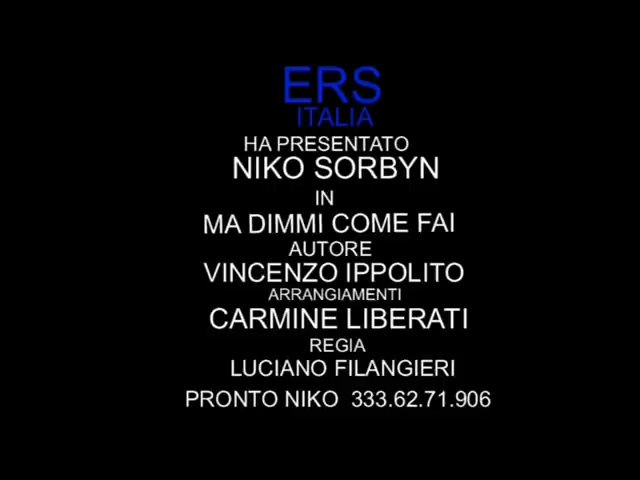 ERS
ITALIA
HA PRESENTATO
NIKO SORBYN
IN
MA DIMMI COME FAI
AUTORE
VINCENZO IPPOLITO
ARRANGIAMENTI
CARMINE LIBERATI
REGIA
LUCIANO FILANGIERI
PRONTO NIKO 333.62.71.906